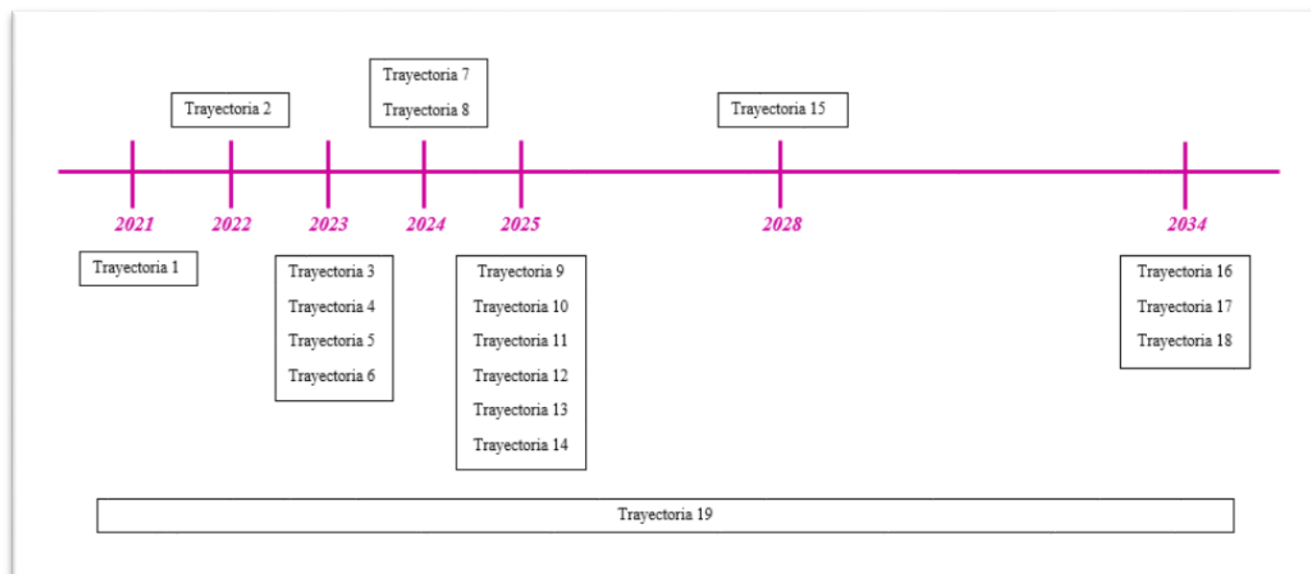 Trayectoria 7
Trayectoria 8
Trayectoria 2
Trayectoria 15
2021
2022
2023
2024
2025
2028
2034
Trayectoria 1
Trayectoria 3
Trayectoria 4
Trayectoria 5
Trayectoria 6
Trayectoria 9
Trayectoria 10
Trayectoria 11
Trayectoria 12
Trayectoria 13
Trayectoria 14
Trayectoria 16
Trayectoria 17
Trayectoria 18
Trayectoria 19